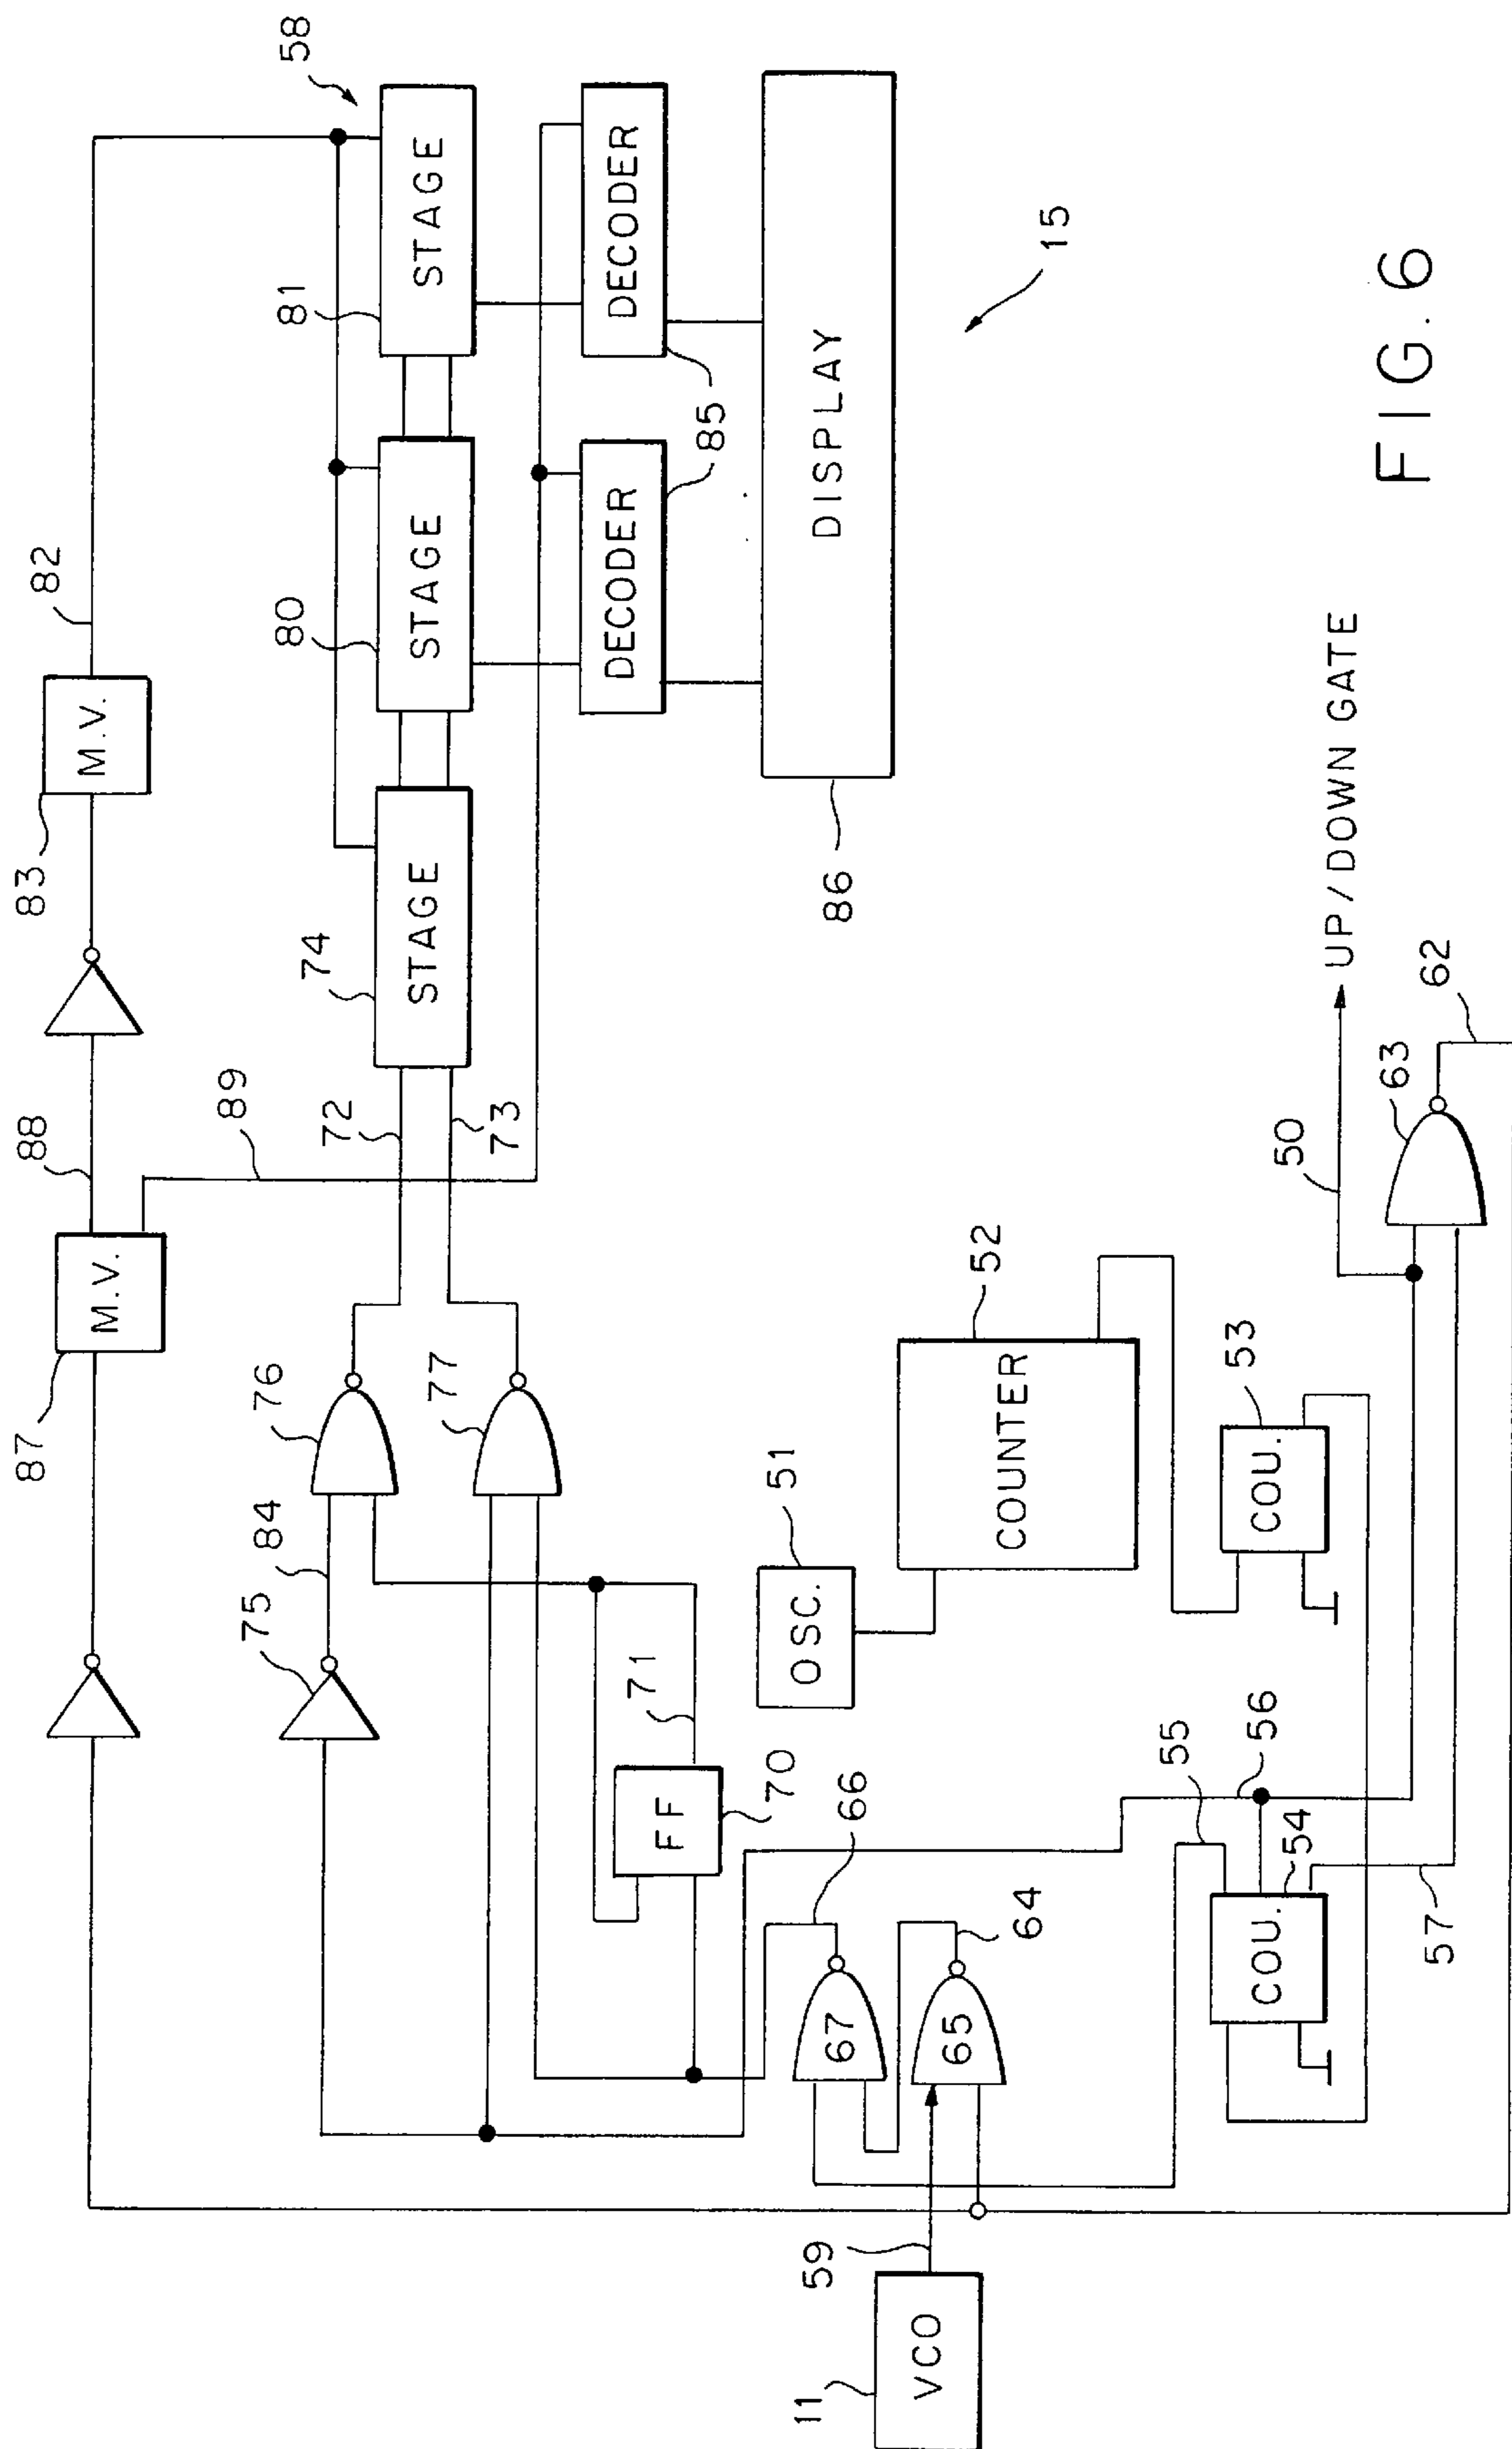 58
82
83
M.V.
88
87
M.V.
81
STAGE
80
STAGE
74
STAGE
72
89
73
76
84
75
77
DECODER
DECODER
85
71
FF
70
DISPLAY
86
15
OSC.
51
COUNTER
52
66
67
65
64
59
11
VCO
55
56
COU.
54
57
COU.
53
50
UP/DOWN GATE
63
62
FIG. 6